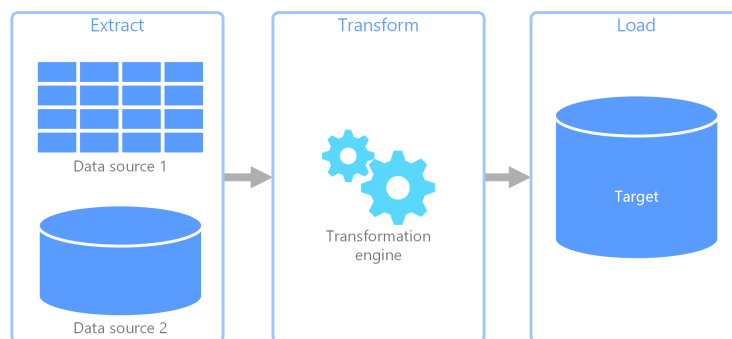 Extract
Transform
Load
Data source 1
Data source 2
Transformation
engine
Target